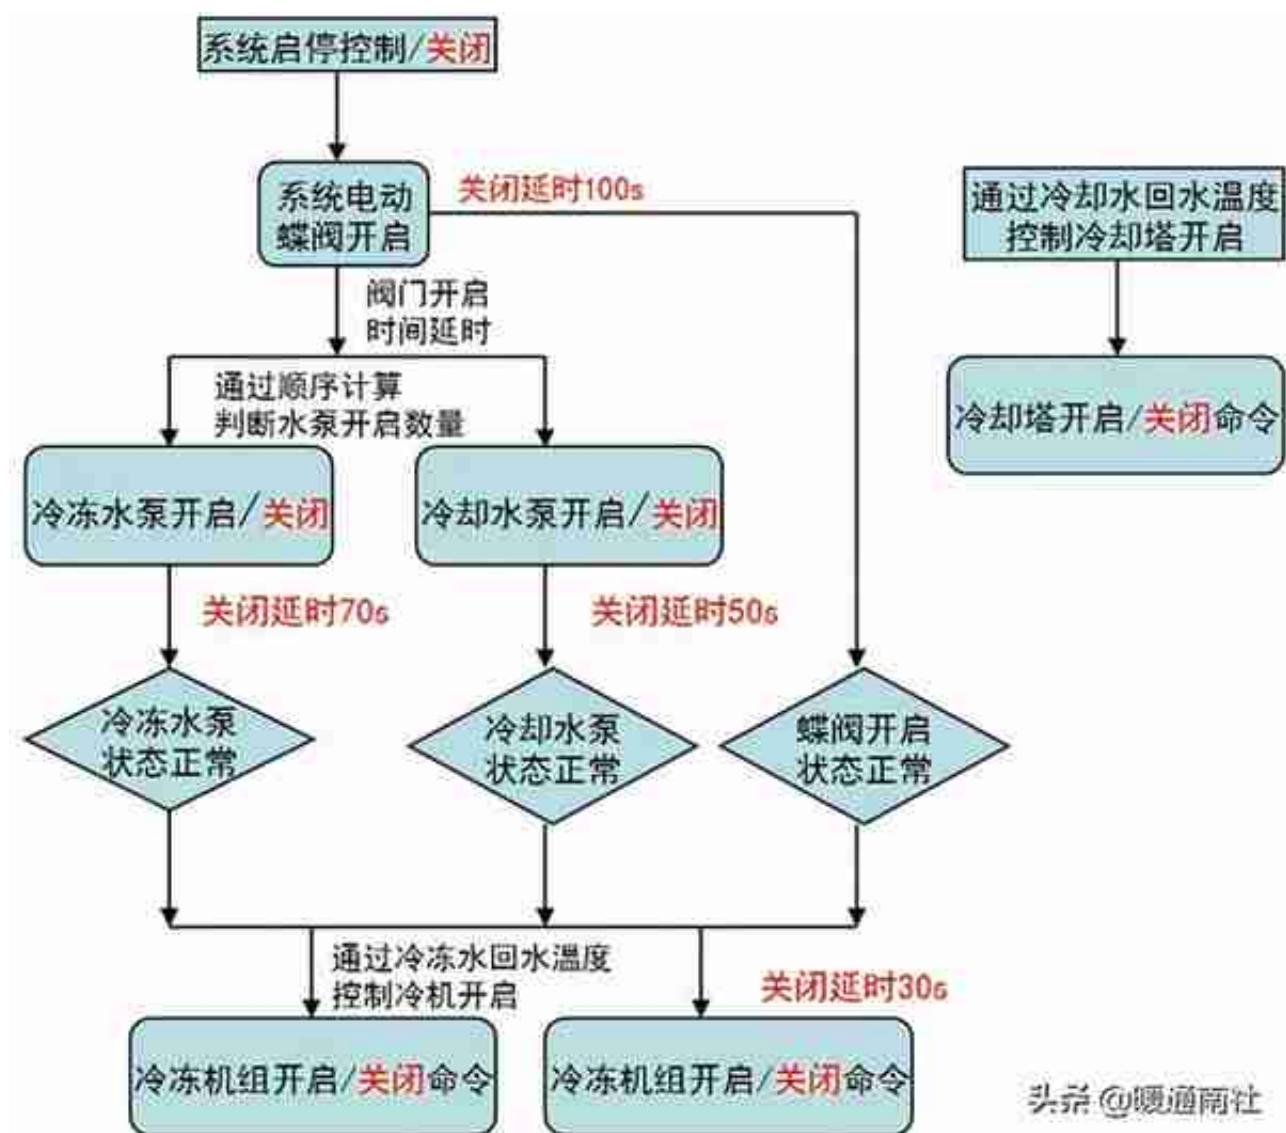 系统启停控制/关闭
系统电动
蝶阀开启
关闭延时100s
通过冷却水回水温度
控制冷却塔开启
阀门开启
时间延时
通过顺序计算
判断水泵开启数量
冷却塔开启/关闭命令
冷冻水泵开启/关闭
冷却水泵开启/关闭
关闭延时70s
关闭延时50s
冷冻水泵
状态正常
冷却水泵
状态正常
蝶阀开启
状态正常
通过冷冻水回水温度
控制冷机开启
关闭延时30s
冷冻机组开启/关闭命令
冷冻机组开启/关闭命令
头条 @暖通南社